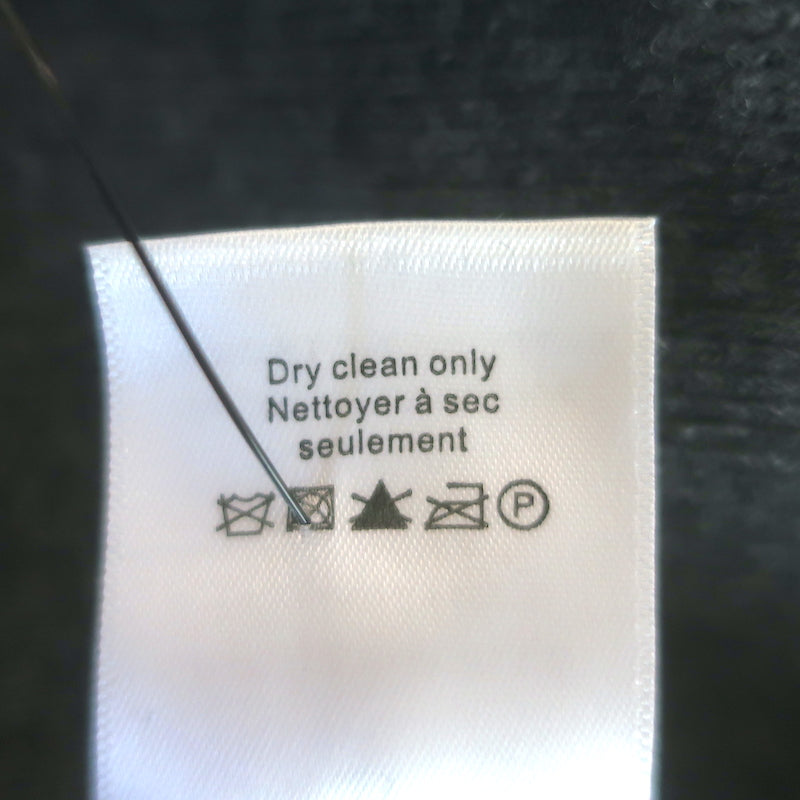 Dry clean only
Nettoyer à sec
seulement
P